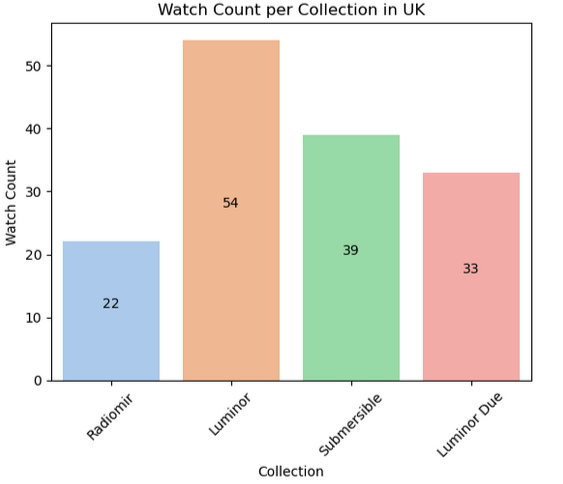 Watch Count per Collection in UK
Watch Count
50
40
30
20
10
0
54
39
33
22
Radiomir
Luminor
Submersible
Luminor Due
Collection